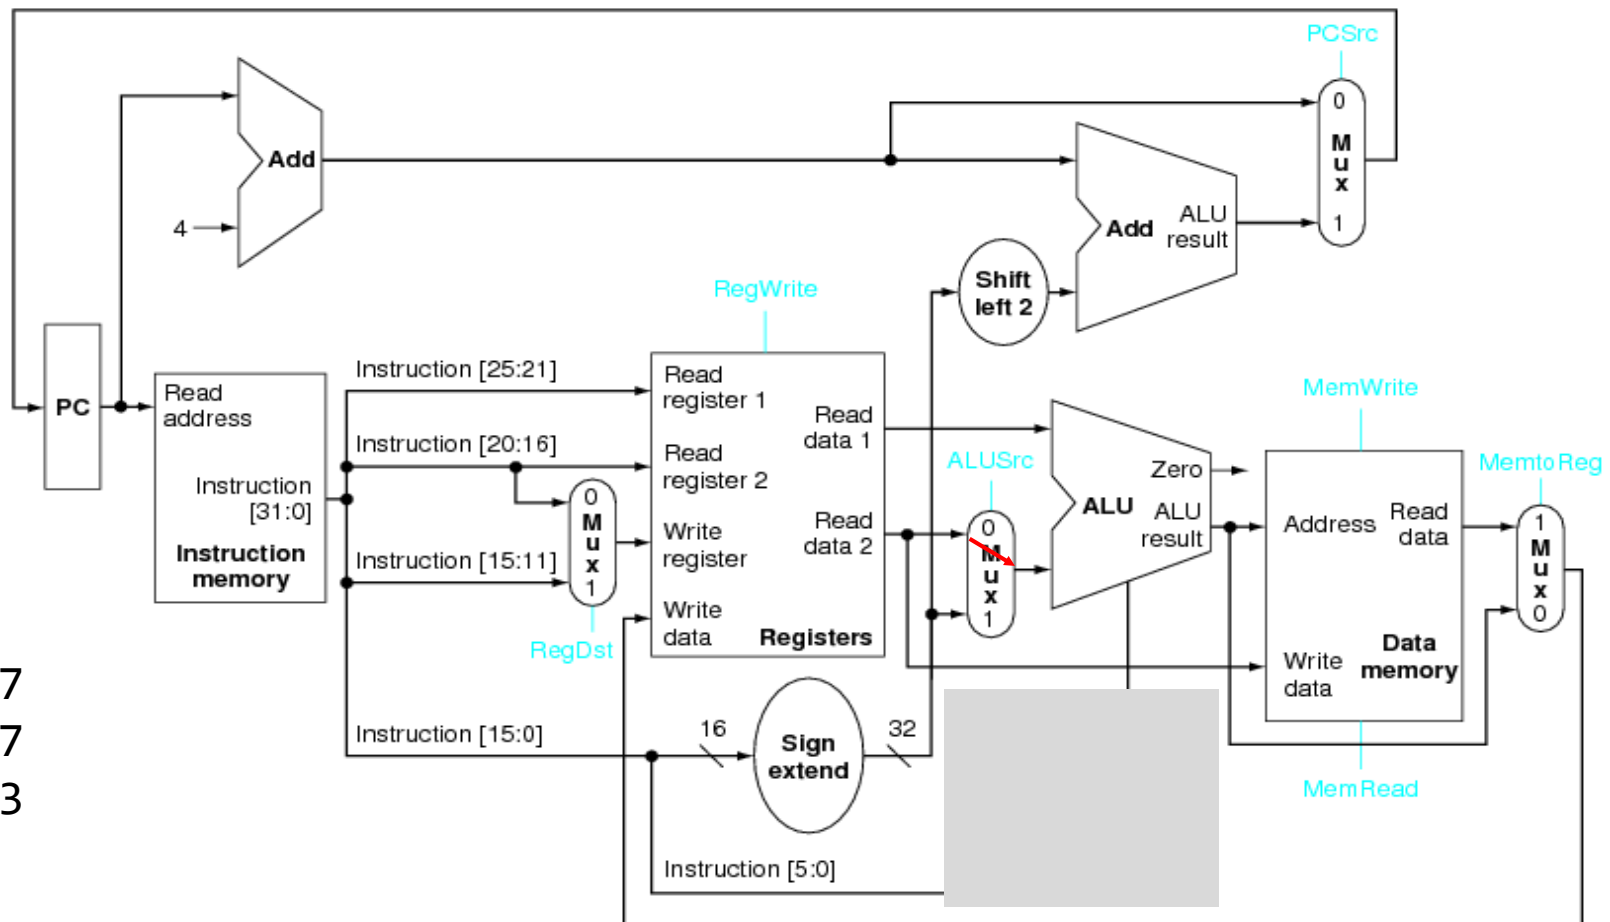 PCSrc
0
M
u
x
1
Add
4
Add
ALU
result
Shift
left 2
RegWrite
PC
Read
address
Instruction
[31:0]
Instruction
memory
Instruction [25:21]
Instruction [20:16]
Instruction [15:11]
Instruction [15:0]
Instruction [5:0]
0
M
u
x
1
RegDst
Read
register 1
Read
register 2
Write
register
Write
data
Read
data 1
Read
data 2
Registers
16
Sign
extend
32
ALUSrc
0
M
u
x
1
Zero
ALU
ALU
result
MemWrite
Address
Read
data
Write
data
Data
memory
MemRead
MemtoReg
1
M
u
x
0
7
7
3